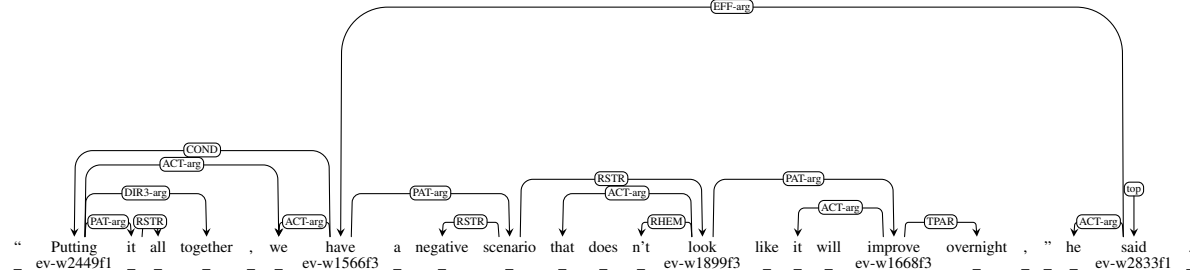 EFF-arg
COND
ACT-arg
DIR3-arg
PAT-arg RSTR ACT-arg
PAT-arg
RSTR
RSTR
ACT-arg
RHEM
PAT-arg
ACT-arg
TPAR
top
ACT-arg
“ Putting it all together , we have a negative scenario that does n’t look like it will improve overnight , ” he said .
_ ev-w2449f1 _ _ _ _ _ ev-w1566f3 _ _ _ _ _ _ ev-w1899f3 _ _ _ ev-w1668f3 _ _ _ _ ev-w2833f1 _